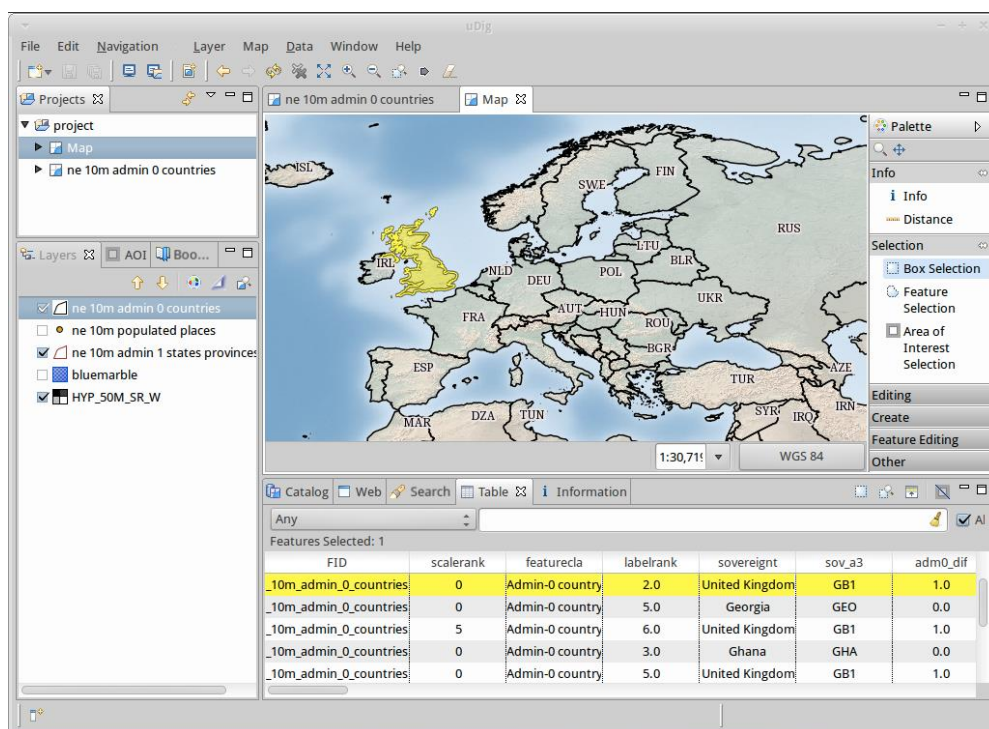 uDig
File Edit Navigation Layer Map Data Window Help
Projects
project
Map
ne 10m admin 0 countries
Layers AOI Boo...
ne 10m admin 0 countries
ne 10m populated places
ne 10m admin 1 states provinces
bluemarble
HYP_50M_SR_W
ne 10m admin 0 countries Map
ISL
SWE
FIN
RUS
IRL
LTU
BLR
NLD
DEU
POL
UKR
FRA
AUT
HUN
ROU
BGR
ESP
TUR
AZE
MAR
DZA
TUN
SYR
IRQ
IRN
1:30,719 WGS 84
Palette
Info
i Info
Distance
Selection
Box Selection
Feature
Selection
Area of
Interest
Selection
Editing
Create
Feature Editing
Other
Catalog Web Search Table i Information
Any Al
Features Selected: 1
FID scalerank featurecla labelrank sovereignt sov_a3 adm0_dif
_10m_admin_0_countries 0 Admin-0 country 2.0 United Kingdom GB1 1.0
_10m_admin_0_countries 0 Admin-0 country 5.0 Georgia GEO 0.0
_10m_admin_0_countries 5 Admin-0 country 6.0 United Kingdom GB1 1.0
_10m_admin_0_countries 0 Admin-0 country 3.0 Ghana GHA 0.0
_10m_admin_0_countries 0 Admin-0 country 5.0 United Kingdom GB1 1.0